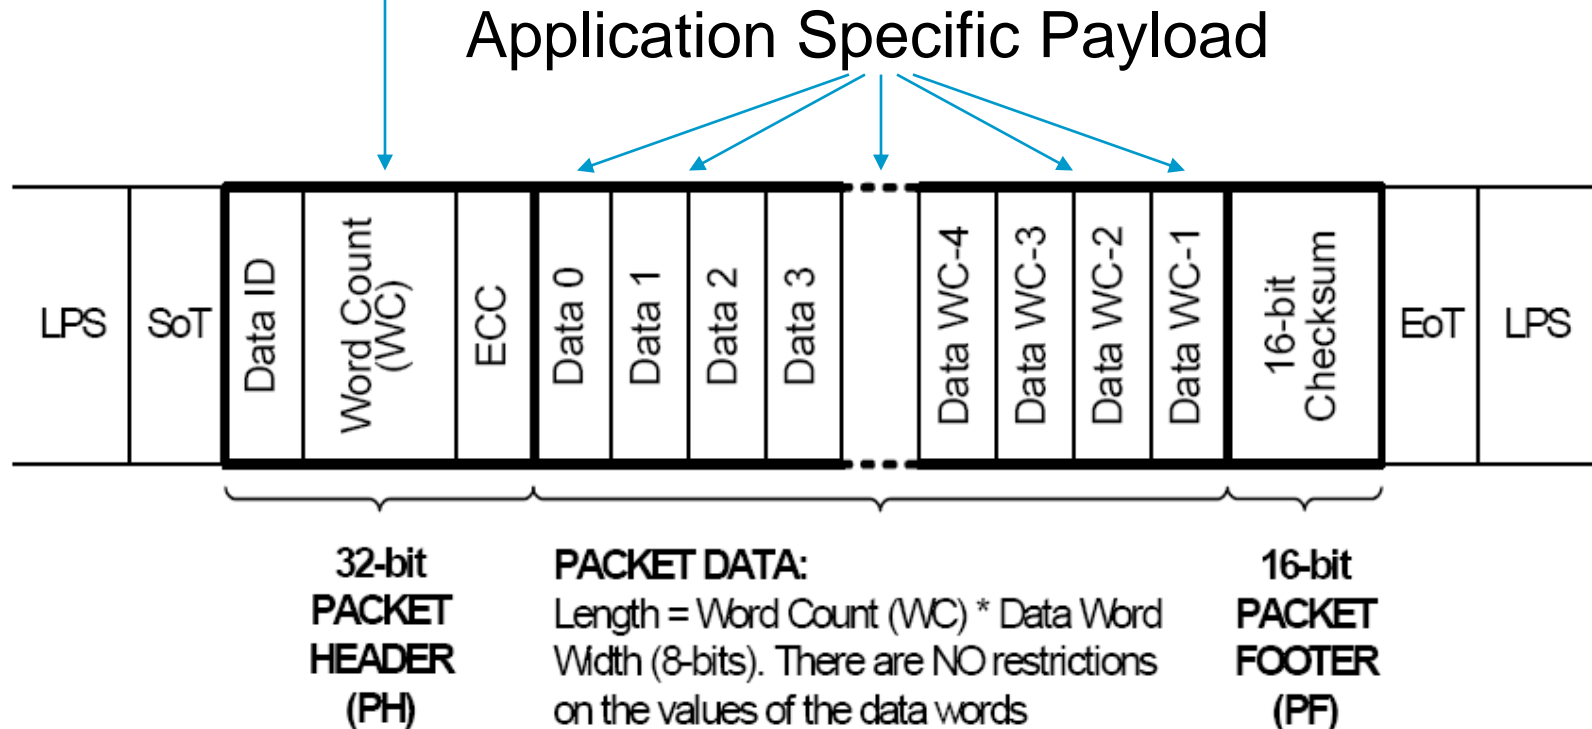 Application Specific Payload
LPS
SoT
Data ID
Word Count
(WC)
ECC
Data 0
Data 1
Data 2
Data 3
Data WC-4
Data WC-3
Data WC-2
Data WC-1
16-bit
Checksum
EoT
LPS
32-bit
PACKET
HEADER
(PH)
PACKET DATA:
Length = Word Count (WC) * Data Word
Width (8-bits). There are NO restrictions
on the values of the data words
16-bit
PACKET
FOOTER
(PF)